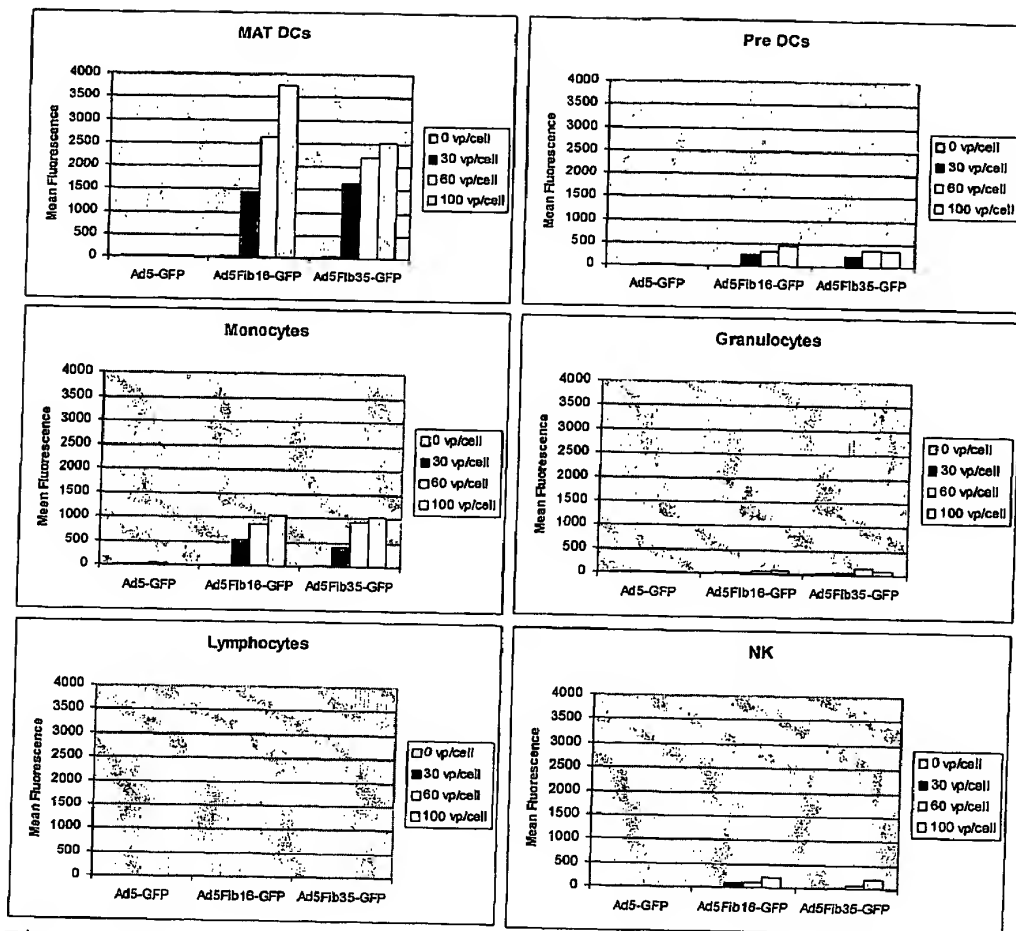 MAT DCs
Mean Fluorescence
4000
3500
3000
2500
2000
1500
1000
500
0
Ad5-GFP Ad5Fib16-GFP Ad5Fib35-GFP
0 vp/cell
30 vp/cell
60 vp/cell
100 vp/cell
Pre DCs
Mean Fluorescence
4000
3500
3000
2500
2000
1500
1000
500
0
Ad5-GFP Ad5Fib16-GFP Ad5Fib35-GFP
0 vp/cell
30 vp/cell
60 vp/cell
100 vp/cell
Monocytes
Mean Fluorescence
4000
3500
3000
2500
2000
1500
1000
500
0
Ad5-GFP Ad5Fib16-GFP Ad5Fib35-GFP
0 vp/cell
30 vp/cell
60 vp/cell
100 vp/cell
Granulocytes
Mean Fluorescence
4000
3500
3000
2500
2000
1500
1000
500
0
Ad5-GFP Ad5Fib16-GFP Ad5Fib35-GFP
0 vp/cell
30 vp/cell
60 vp/cell
100 vp/cell
Lymphocytes
Mean Fluorescence
4000
3500
3000
2500
2000
1500
1000
500
0
Ad5-GFP Ad5Fib16-GFP Ad5Fib35-GFP
0 vp/cell
30 vp/cell
60 vp/cell
100 vp/cell
NK
Mean Fluorescence
4000
3500
3000
2500
2000
1500
1000
500
0
Ad5-GFP Ad5Fib16-GFP Ad5Fib35-GFP
0 vp/cell
30 vp/cell
60 vp/cell
100 vp/cell